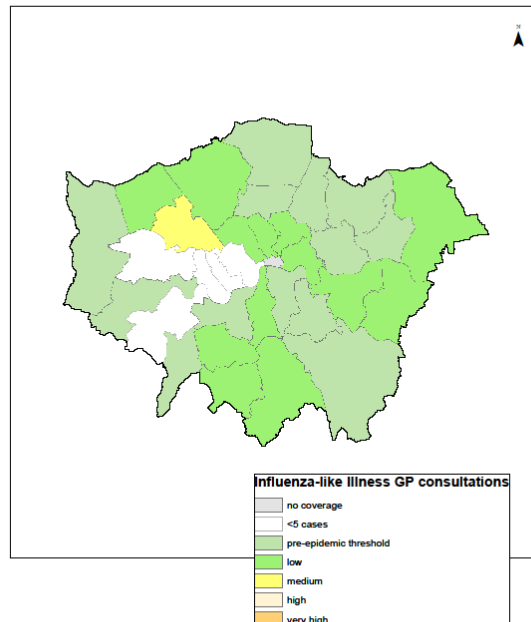 N
Influenza-like Illness GP consultations
no coverage
<5 cases
pre-epidemic threshold
low
medium
high
very high